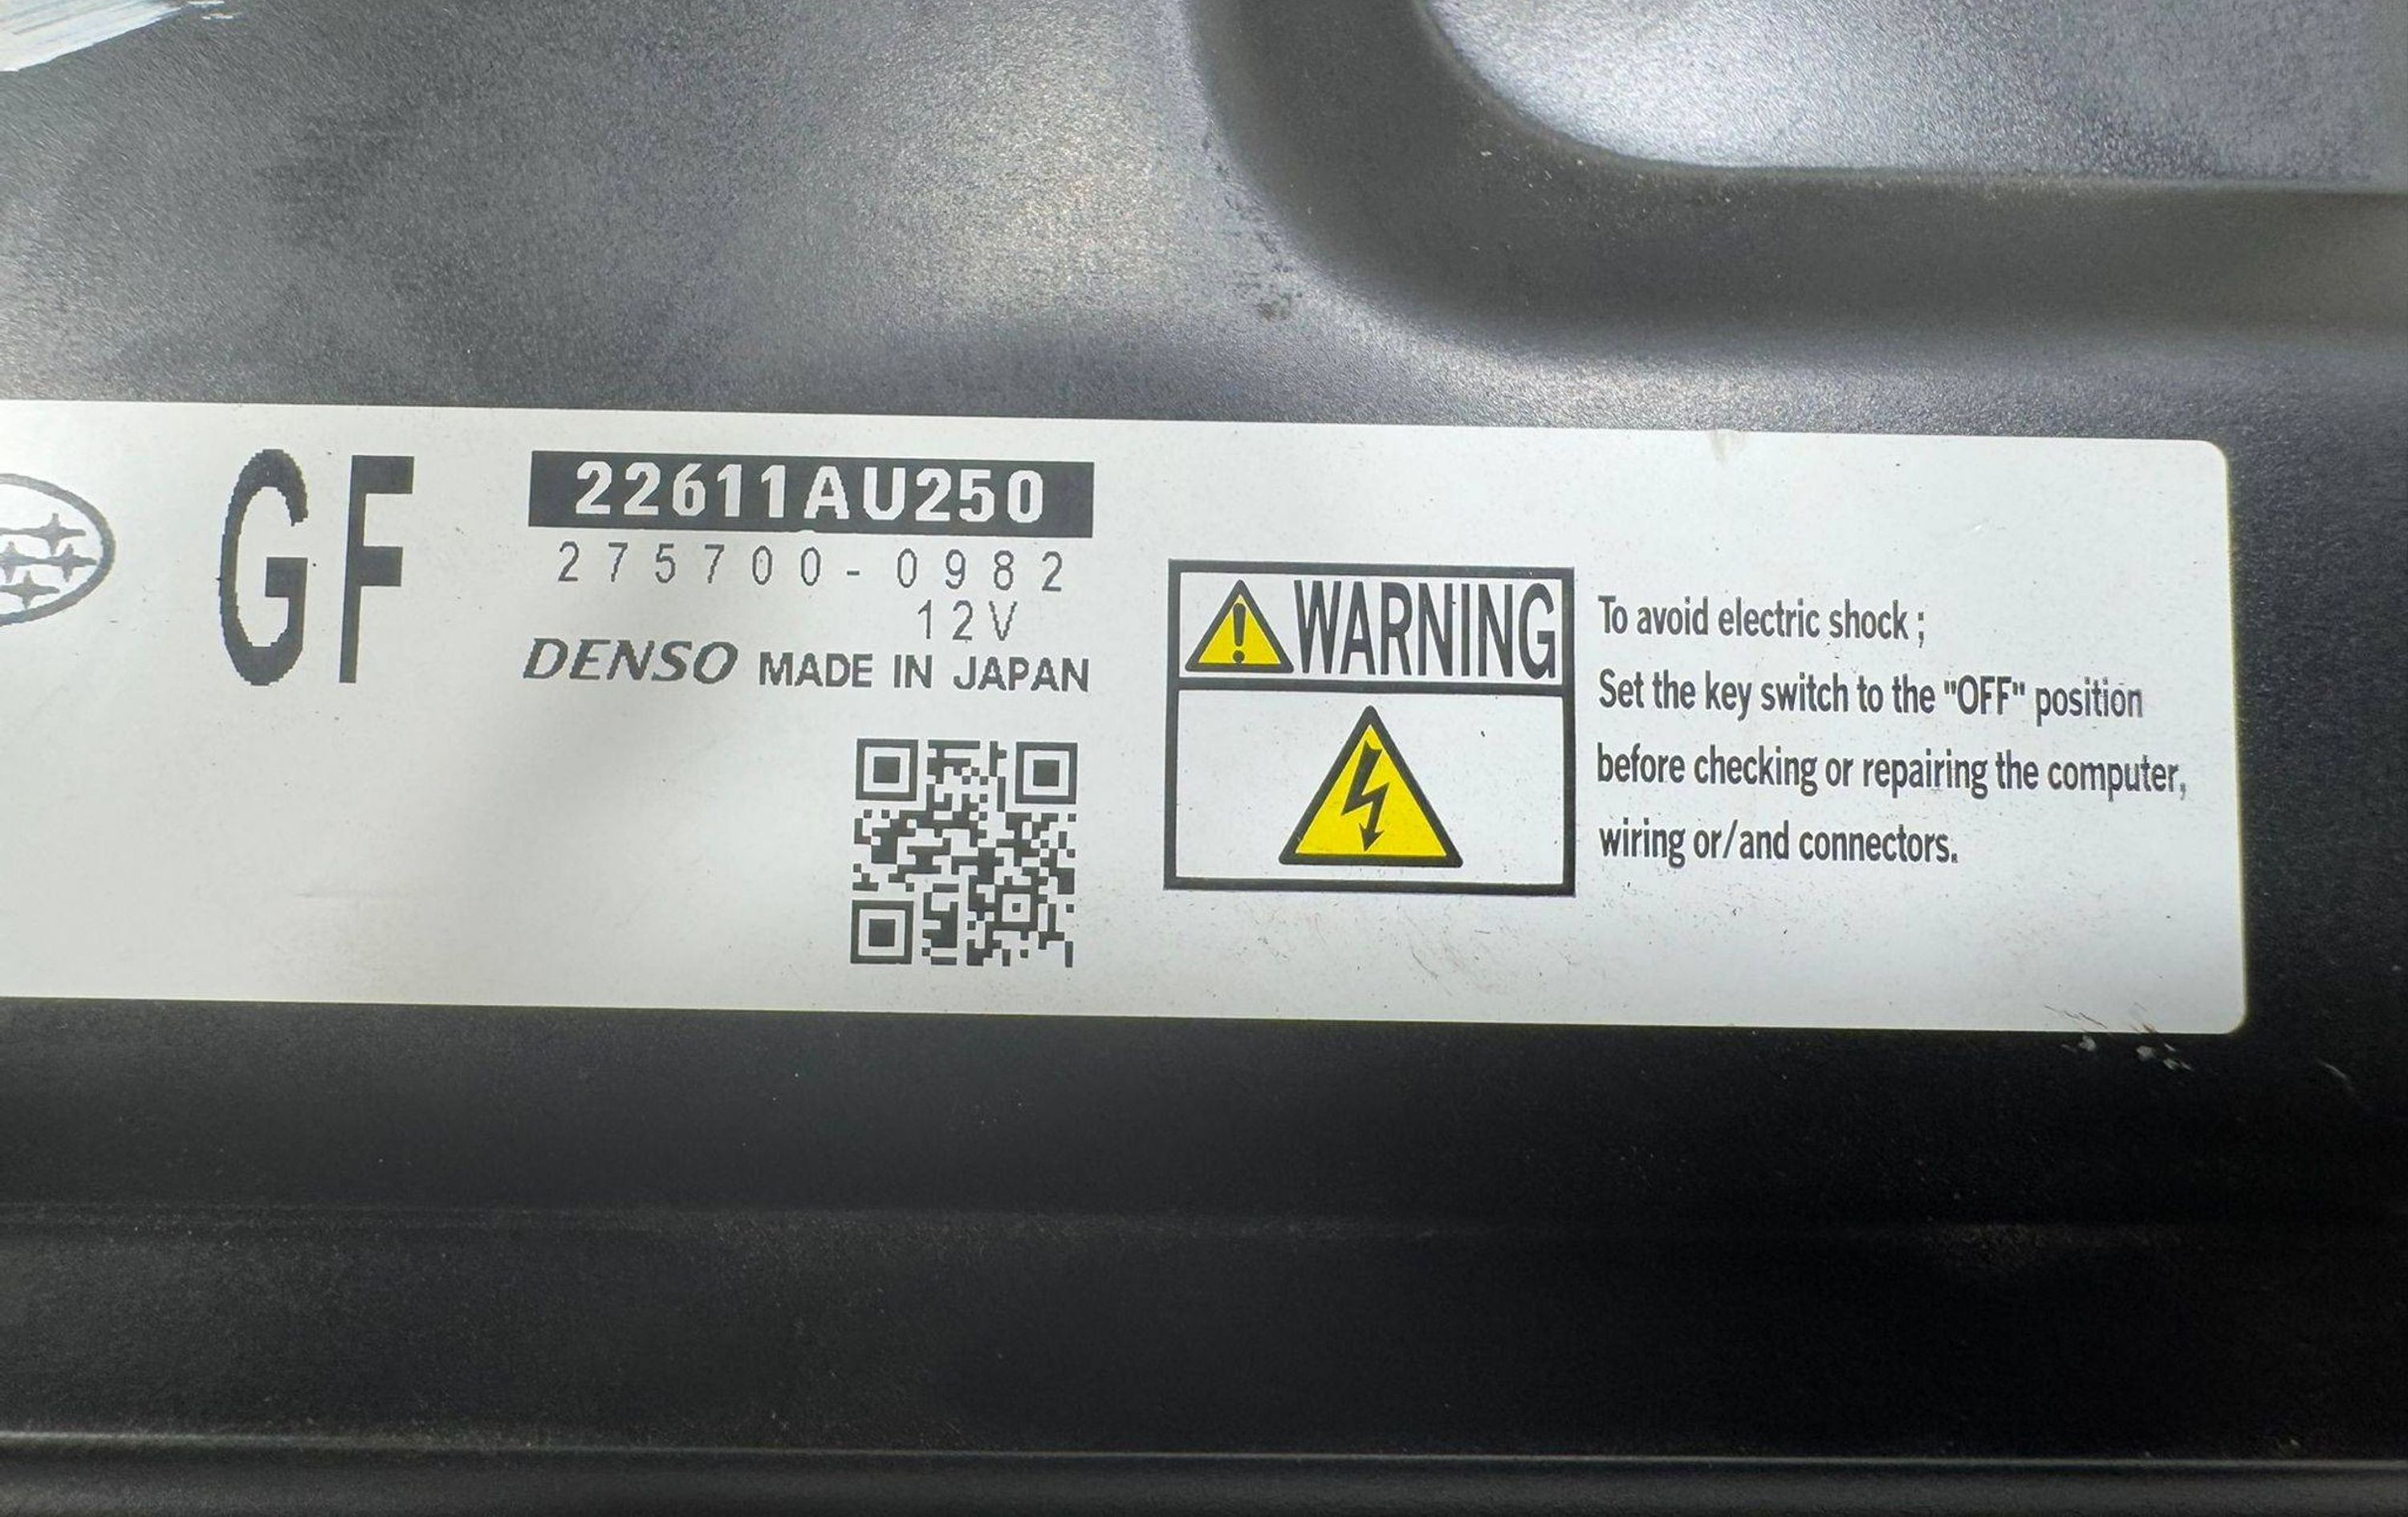 GF
22611AU250
275700-0982
12V
DENSO MADE IN JAPAN
WARNING
To avoid electric shock ;
Set the key switch to the "OFF" position
before checking or repairing the computer,
wiring or/and connectors.